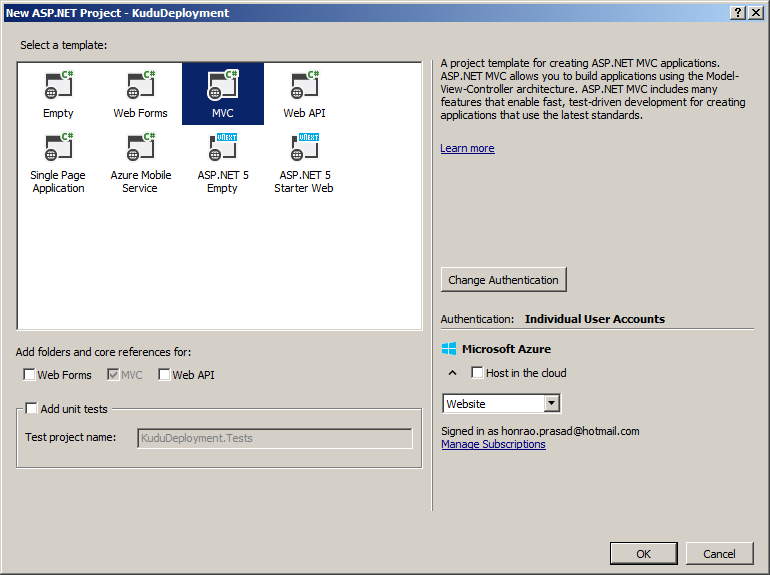 New ASP.NET Project - KuduDeployment
Select a template:
C# C# C# C#
Empty Web Forms MVC Web API
C# C# VNEXT VNEXT
Single Page Azure Mobile ASP.NET 5 ASP.NET 5
Application Service Empty Starter Web
A project template for creating ASP.NET MVC applications.
ASP.NET MVC allows you to build applications using the Model-
View-Controller architecture. ASP.NET MVC includes many
features that enable fast, test-driven development for creating
applications that use the latest standards.
Learn more
Change Authentication
Authentication: Individual User Accounts
Microsoft Azure
Host in the cloud
Website
Signed in as honrao.prasad@hotmail.com
Manage Subscriptions
Add folders and core references for:
Web Forms MVC Web API
Add unit tests
Test project name: KuduDeployment.Tests
OK Cancel